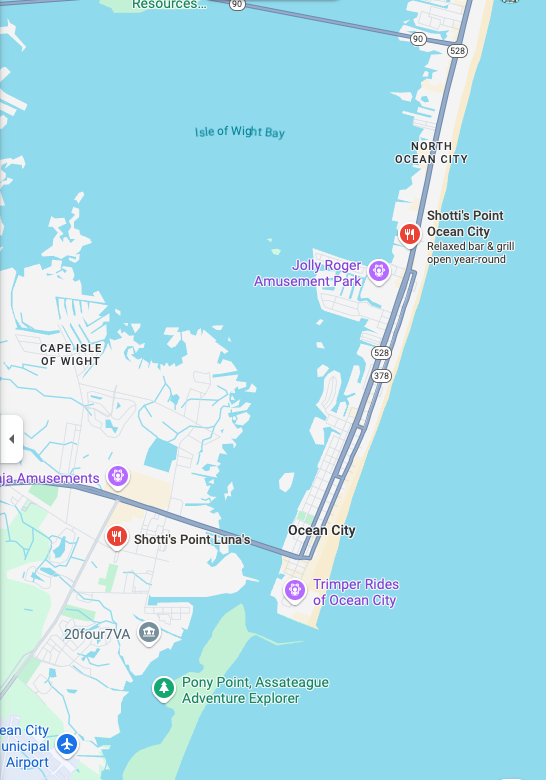 Resources...
90
90
528
Isle of Wight Bay
NORTH
OCEAN CITY
Shotti's Point
Ocean City
Relaxed bar & grill
open year-round
Jolly Roger
Amusement Park
528
378
CAPE ISLE
OF WIGHT
aja Amusements
Shotti's Point Luna's
Ocean City
Trimper Rides
of Ocean City
20four7VA
Pony Point, Assateague
Adventure Explorer
ean City
unicipal
Airport